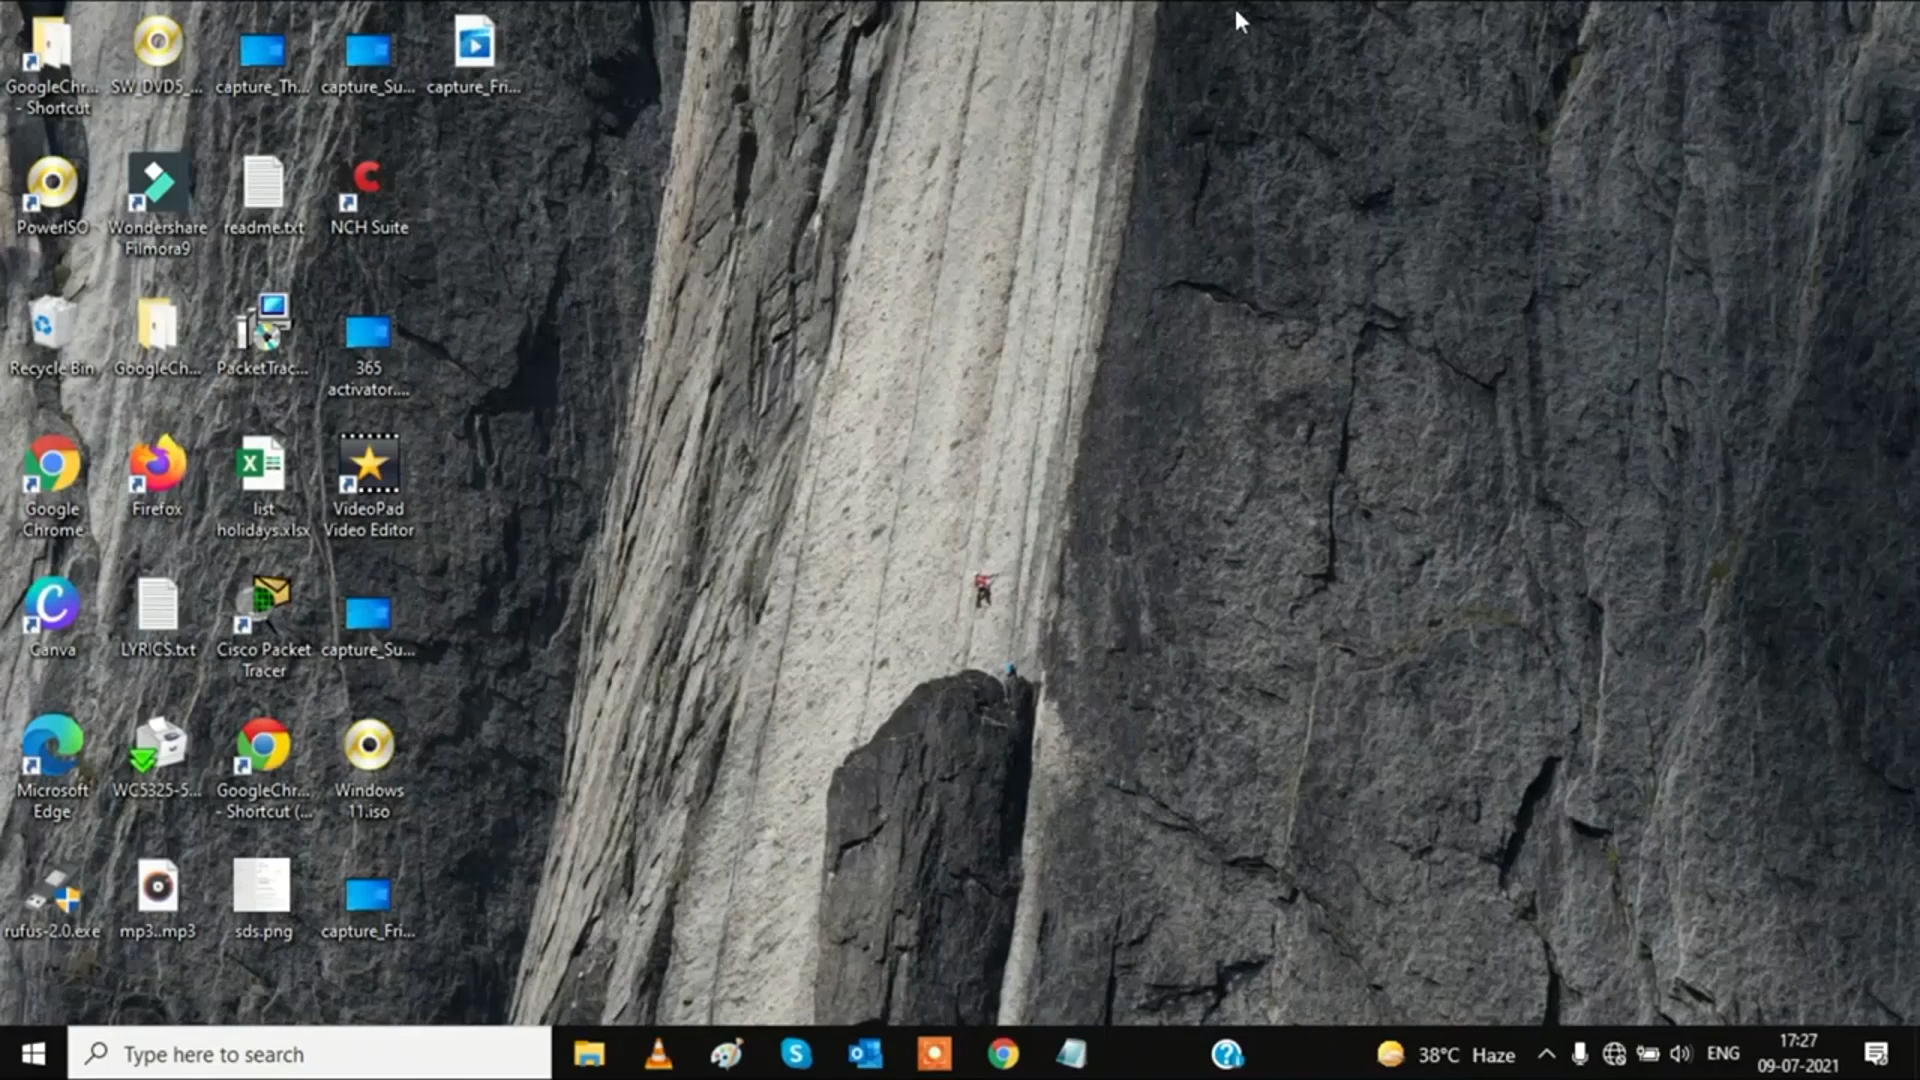 GoogleChr...
- Shortcut
SW_DVD5_...
capture_Th...
capture_Su...
capture_Fri...
PowerISO
Wondershare
Filmora9
readme.txt
NCH Suite
Recycle Bin
GoogleCh...
PacketTrac...
365
activator....
Google
Chrome
Firefox
list
holidays.xlsx
VideoPad
Video Editor
Canva
LYRICS.txt
Cisco Packet
Tracer
capture_Su...
Microsoft
Edge
WC5325-5...
GoogleChr...
- Shortcut (...
Windows
11.iso
rufus-2.0.exe
mp3..mp3
sds.png
capture_Fri...
Type here to search
38°C Haze
ENG
17:27
09-07-2021